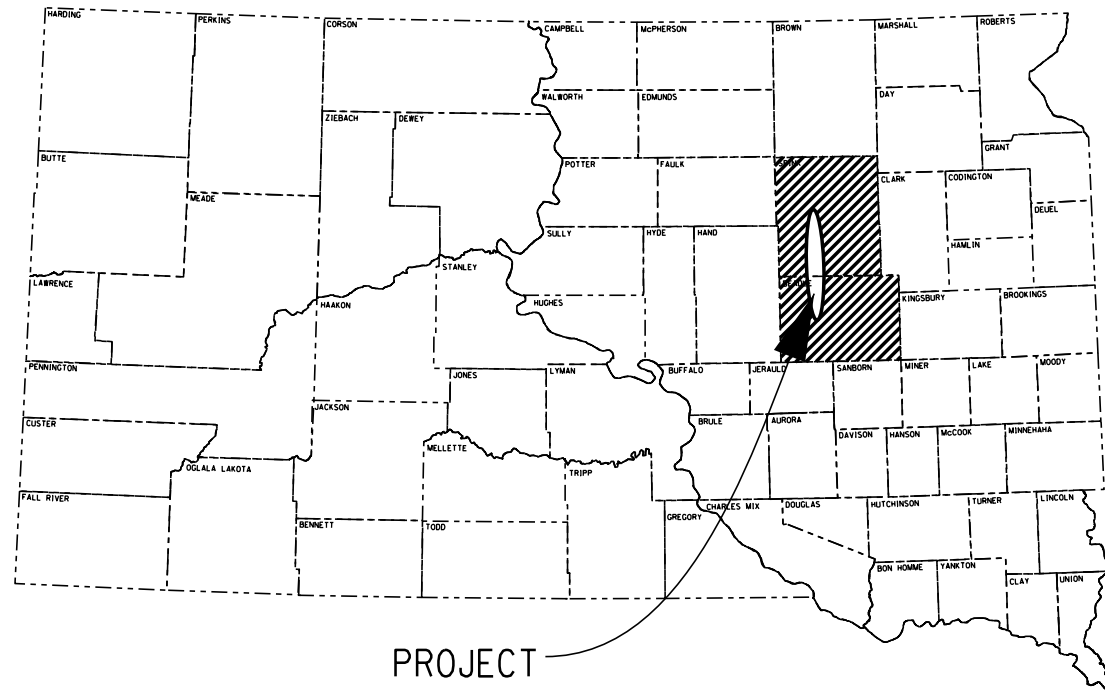 HARDING
PERKINS
CORSON
CAMPBELL
McPHERSON
BROWN
MARSHALL
ROBERTS
WALWORTH
EDMUNDS
DAY
ZIEBACH
DEWEY
GRANT
BUTTE
POTTER
FAULK
SPINK
CLARK
CODINGTON
MEADE
DEUEL
SULLY
HYDE
HAND
HAMLIN
STANLEY
LAWRENCE
BEADLE
HAAKON
HUGHES
KINGSBURY
BROOKINGS
PENNINGTON
JONES
LYMAN
BUFFALO
JERAULD
SANBORN
MINER
LAKE
MOODY
CUSTER
JACKSON
BRULE
AURORA
DAVISON
HANSON
McCOOK
MINNEHAHA
MELLETTE
OGLALA LAKOTA
TRIPP
FALL RIVER
GREGORY
CHARLES MIX
DOUGLAS
HUTCHINSON
TURNER
LINCOLN
BENNETT
TODD
BON HOMME
YANKTON
CLAY
UNION
PROJECT